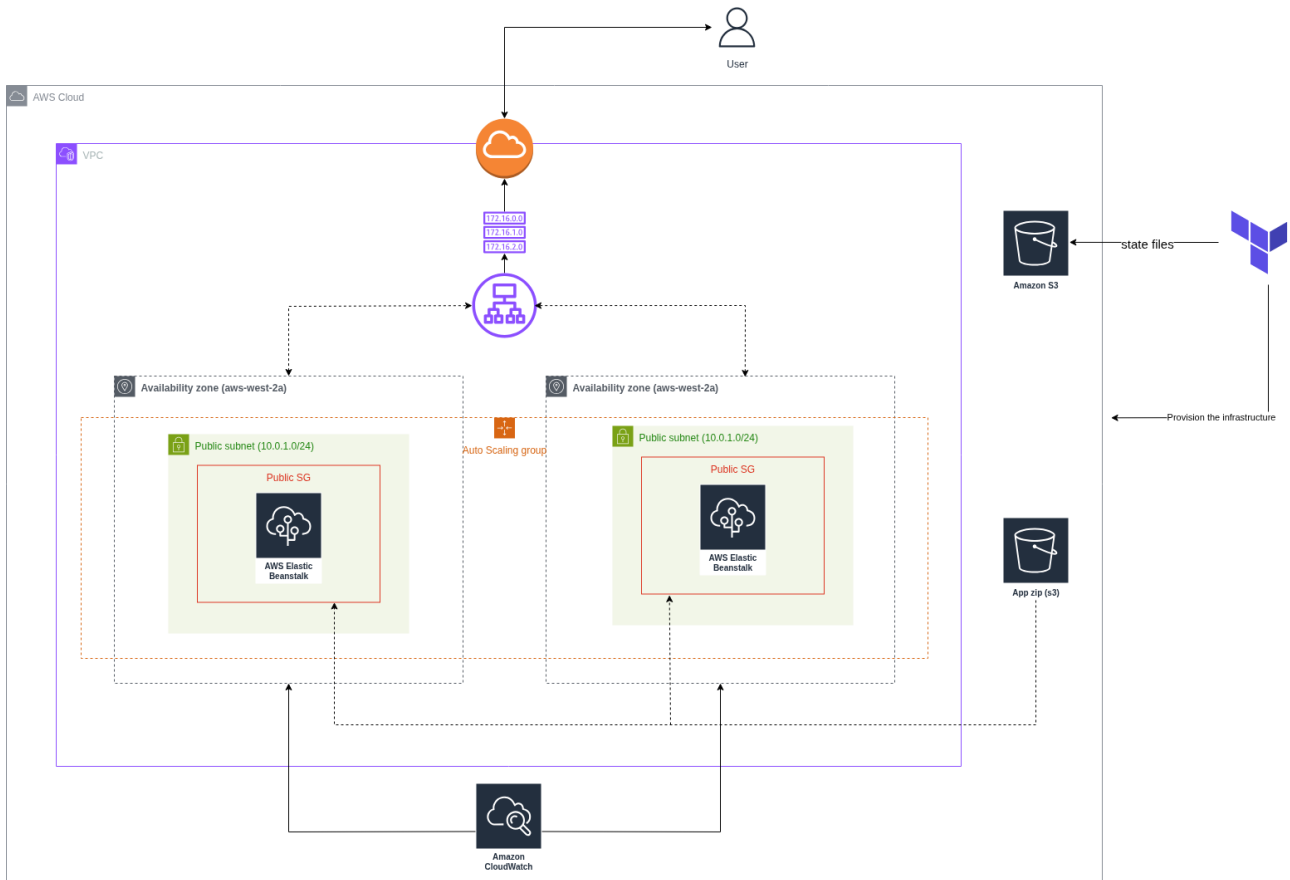 User
AWS Cloud
VPC
172.16.0.0
172.16.1.0
172.16.2.0
state files
Amazon S3
Availability zone (aws-west-2a)
Availability zone (aws-west-2a)
Provision the infrastructure
Auto Scaling group
Public subnet (10.0.1.0/24)
Public subnet (10.0.1.0/24)
Public SG
Public SG
AWS Elastic
Beanstalk
AWS Elastic
Beanstalk
App zip (s3)
Amazon
CloudWatch